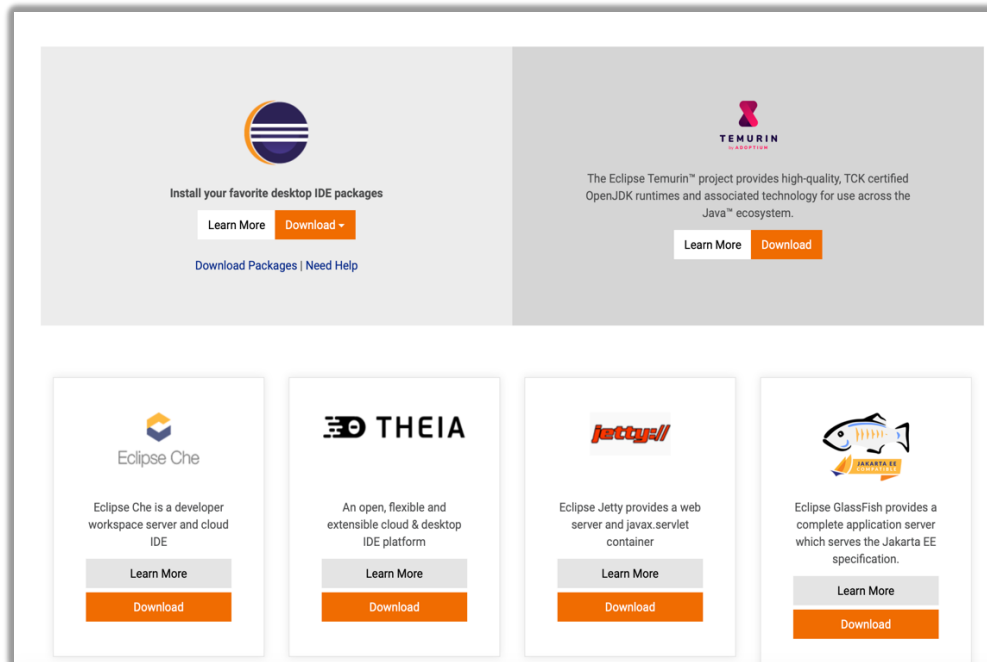 Install your favorite desktop IDE packages
Learn More
Download
Download Packages | Need Help
TEMURIN
by ADOPTIUM
The Eclipse Temurin™ project provides high-quality, TCK certified
OpenJDK runtimes and associated technology for use across the
Java™ ecosystem.
Learn More
Download
Eclipse Che
Eclipse Che is a developer
workspace server and cloud
IDE
Learn More
Download
THEIA
An open, flexible and
extensible cloud & desktop
IDE platform
Learn More
Download
jetty://
Eclipse Jetty provides a web
server and javax.servlet
container
Learn More
Download
JAKARTA EE
COMPATIBLE
Eclipse GlassFish provides a
complete application server
which serves the Jakarta EE
specification.
Learn More
Download